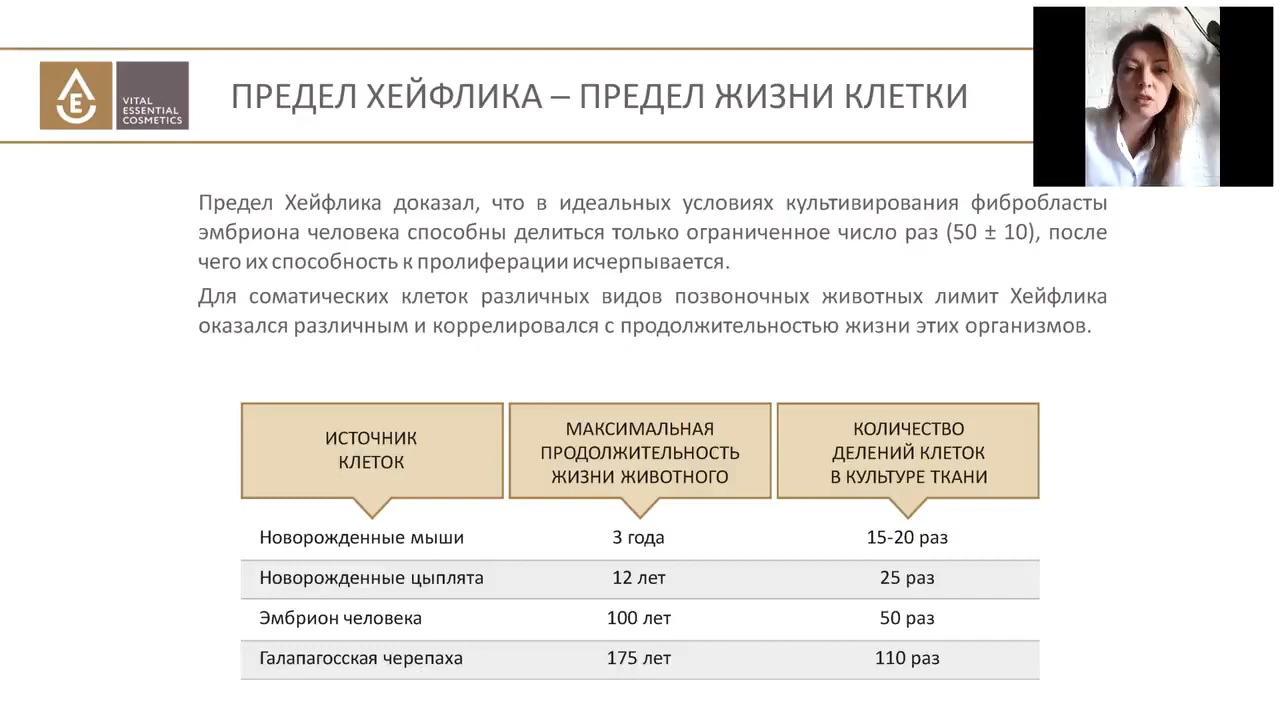 VITAL
ESSENTIAL
COSMETICS
ПРЕДЕЛ ХЕЙФЛИКА – ПРЕДЕЛ ЖИЗНИ КЛЕТКИ
Предел Хейфлика доказал, что в идеальных условиях культивирования фибробласты
эмбриона человека способны делиться только ограниченное число раз (50 ± 10), после
чего их способность к пролиферации исчерпывается.
Для соматических клеток различных видов позвоночных животных лимит Хейфлика
оказался различным и коррелировался с продолжительностью жизни этих организмов.
ИСТОЧНИК
КЛЕТОК
МАКСИМАЛЬНАЯ
ПРОДОЛЖИТЕЛЬНОСТЬ
ЖИЗНИ ЖИВОТНОГО
КОЛИЧЕСТВО
ДЕЛЕНИЙ КЛЕТОК
В КУЛЬТУРЕ ТКАНИ
Новорожденные мыши 3 года 15-20 раз
Новорожденные цыплята 12 лет 25 раз
Эмбрион человека 100 лет 50 раз
Галапагосская черепаха 175 лет 110 раз